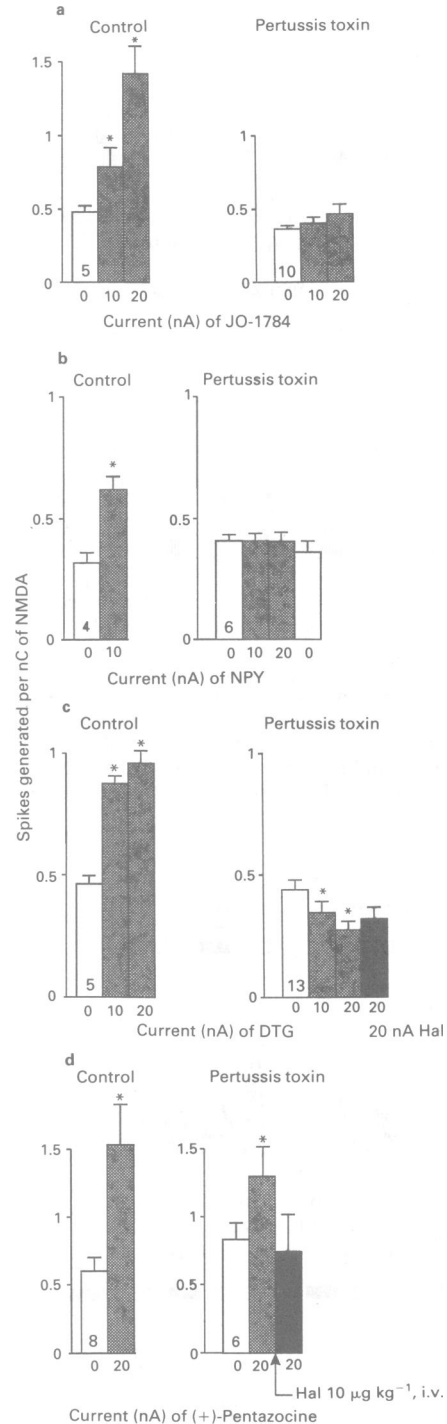 a
Control Pertussis toxin
1.5
1
0.5
0
5
*
*
0 10 20
1
0.5
0
10
0 10 20
Current (nA) of JO-1784
b
Control Pertussis toxin
1
0.5
0
4
*
0 10
1
0.5
0
6
0 10 20 0
Current (nA) of NPY
Spikes generated per nC of NMDA
c
Control Pertussis toxin
1
0.5
0
5
* *
0 10 20
1
0.5
0
13
* *
0 10 20 20
Current (nA) of DTG 20 nA Hal
d
Control Pertussis toxin
1.5
1
0.5
0
8
*
0 20
1.5
1
0.5
0
6
*
0 20 20
Hal 10 μg kg⁻¹, i.v.
Current (nA) of (+)-Pentazocine